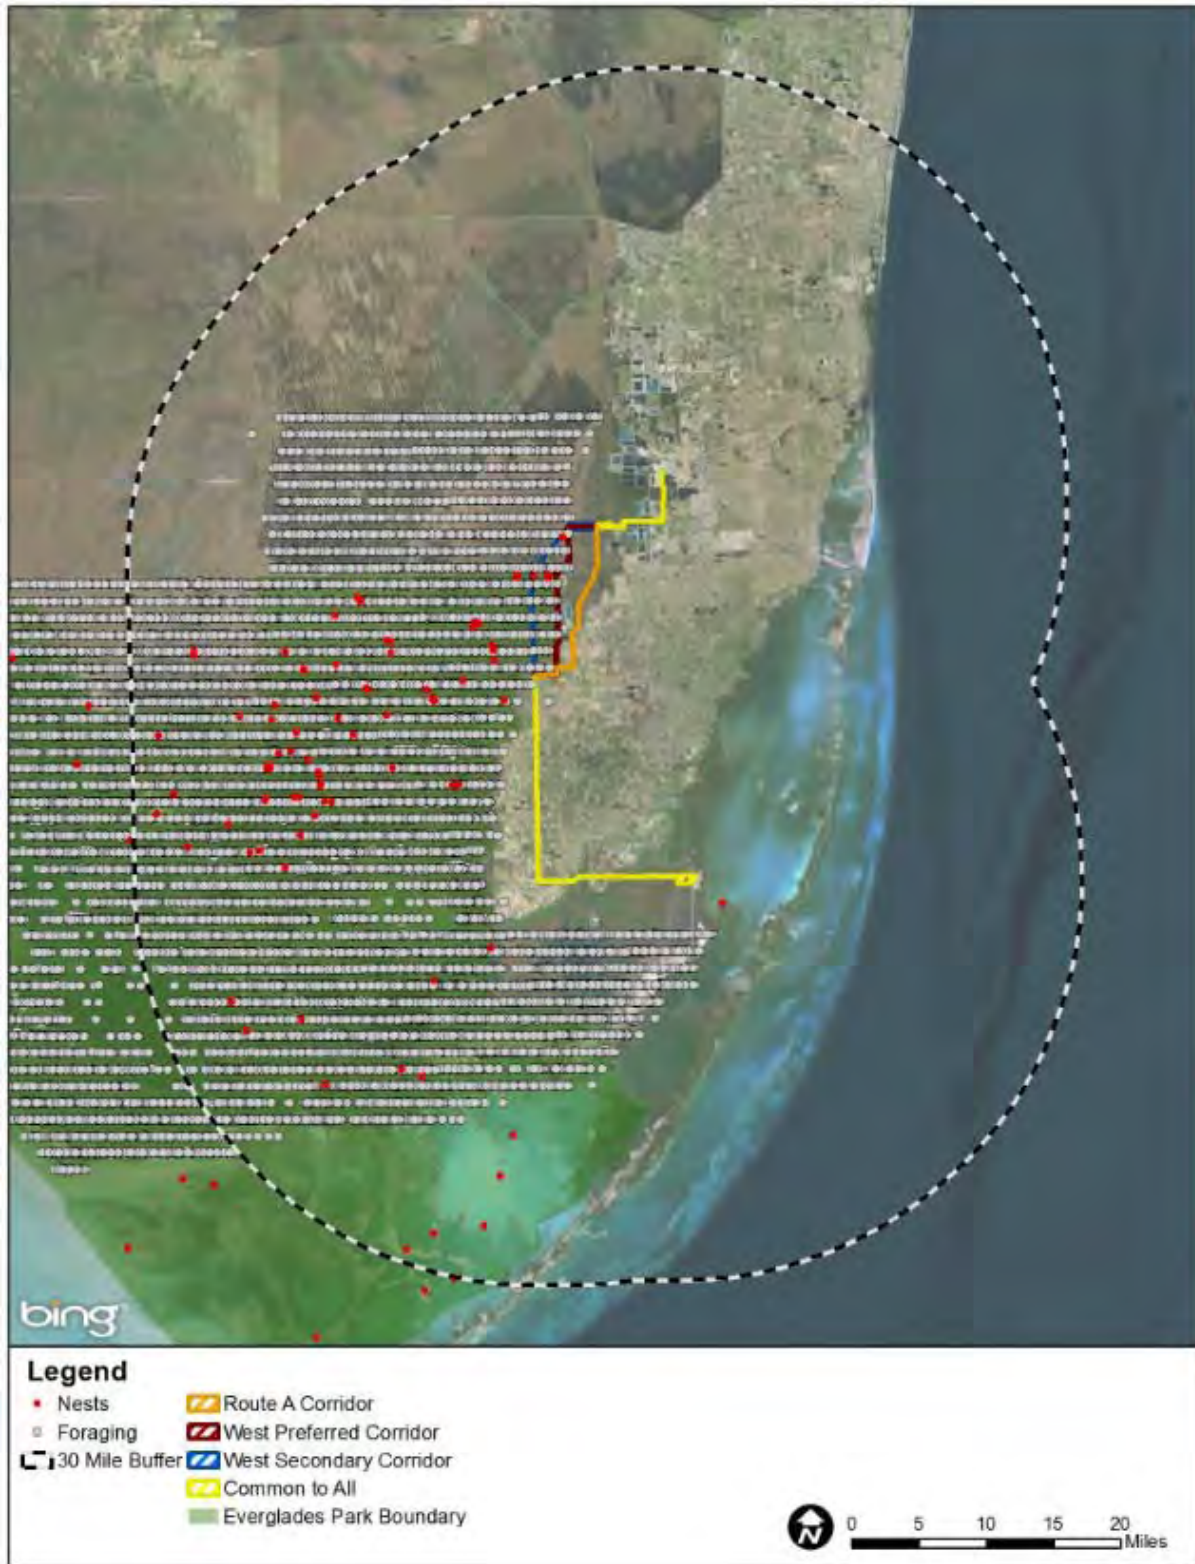 bing
Legend
Nests
Foraging
30 Mile Buffer
Route A Corridor
West Preferred Corridor
West Secondary Corridor
Common to All
Everglades Park Boundary
N
0 5 10 15 20
Miles